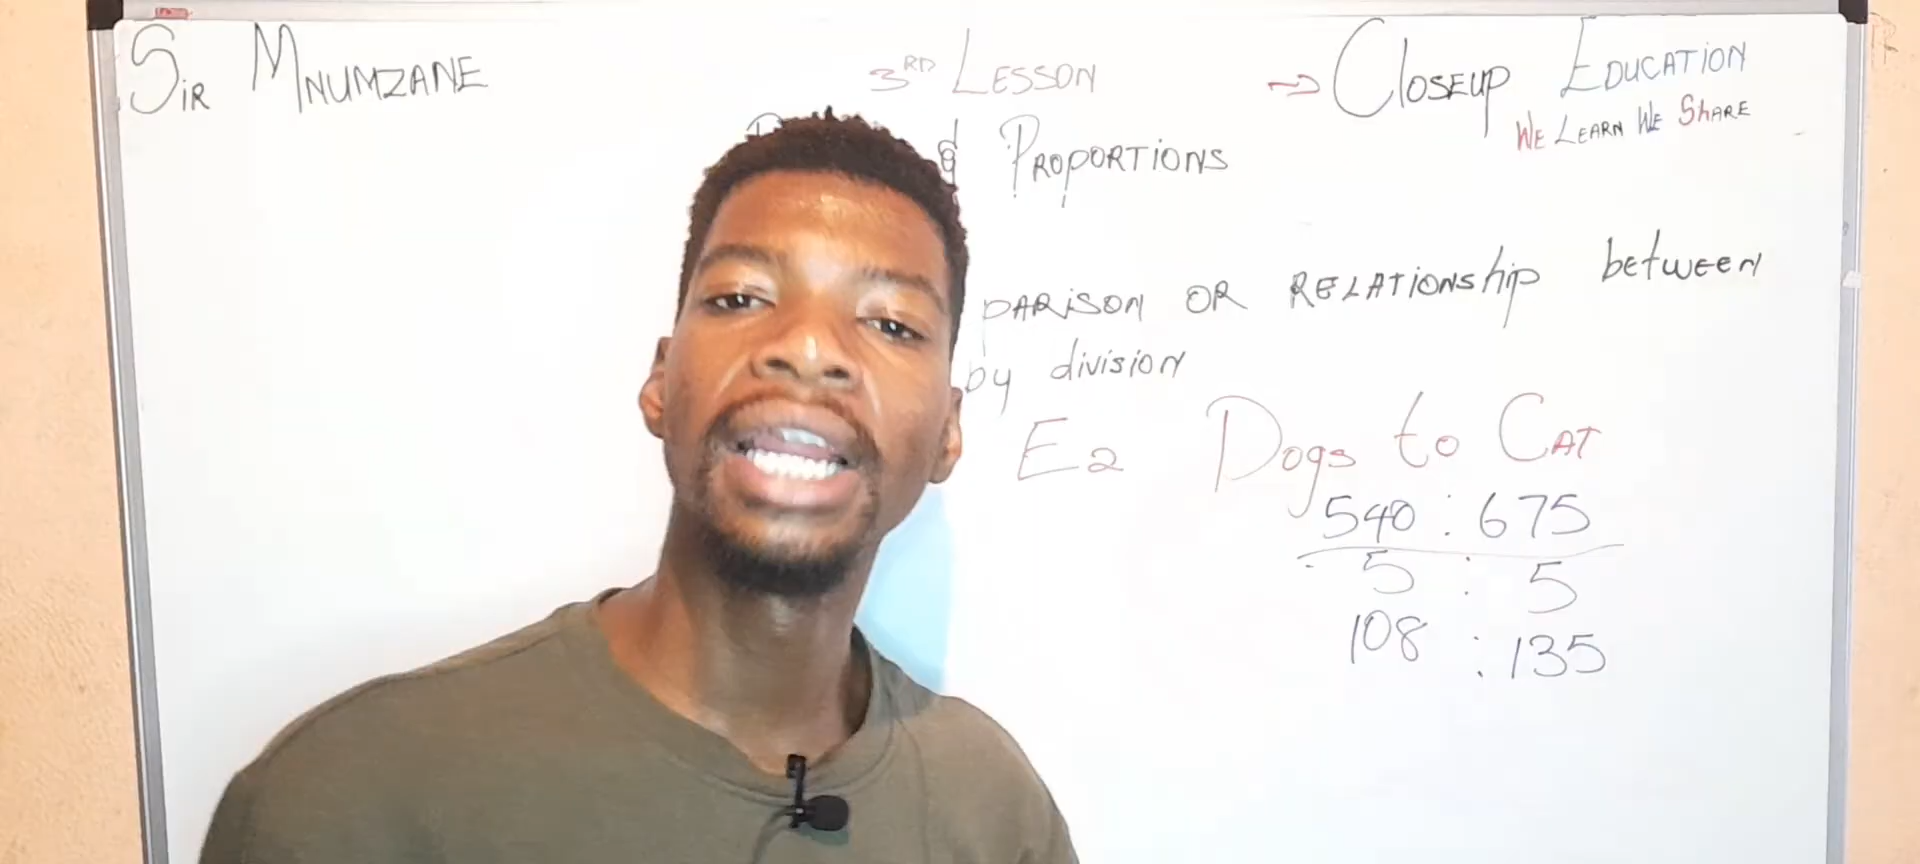 Sir Mnumzane
3RD Lesson
→ Closeup Education
We Learn We Share
& Proportions
parison or relationship between
by division
E2 Dogs to Cat
540 : 675
5 : 5
108 : 135